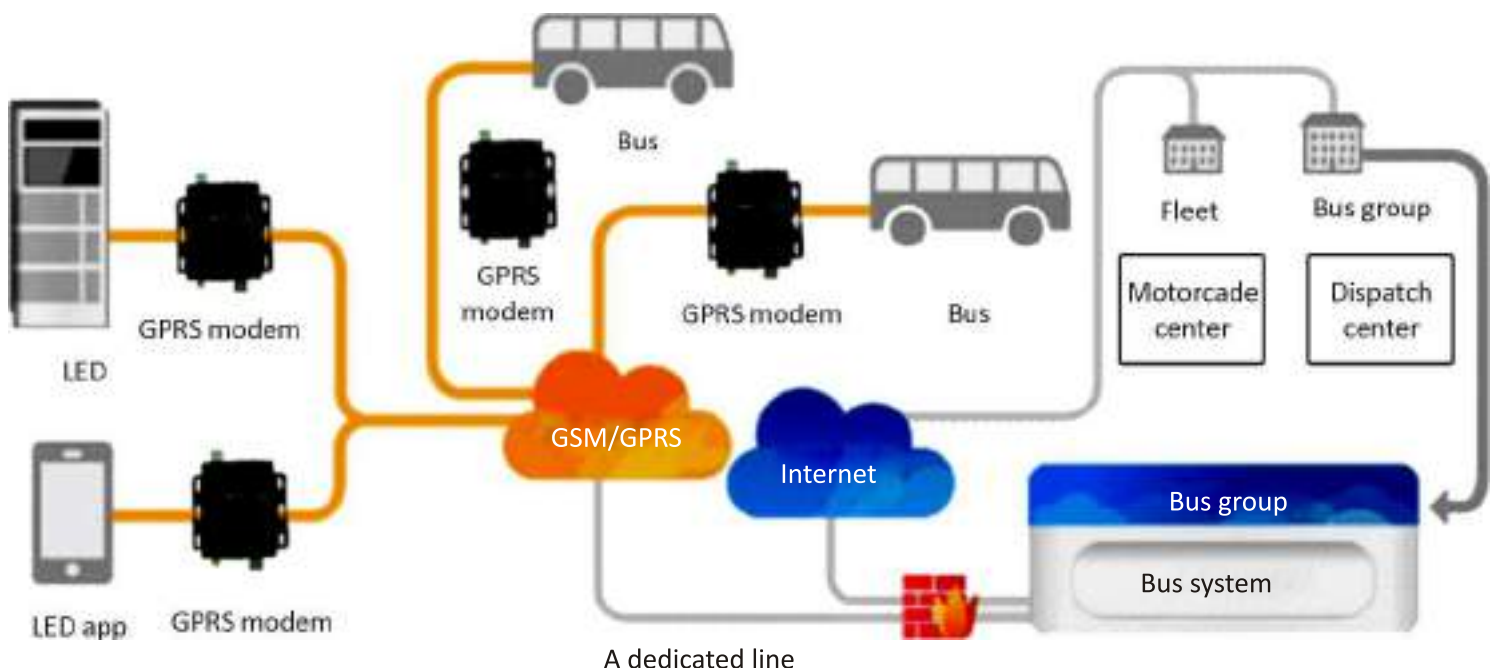 Bus
GPRS
modem
GPRS modem
Bus
Fleet
Bus group
Motorcade
center
Dispatch
center
GPRS modem
LED
GSM/GPRS
Internet
Bus group
Bus system
LED app
GPRS modem
A dedicated line